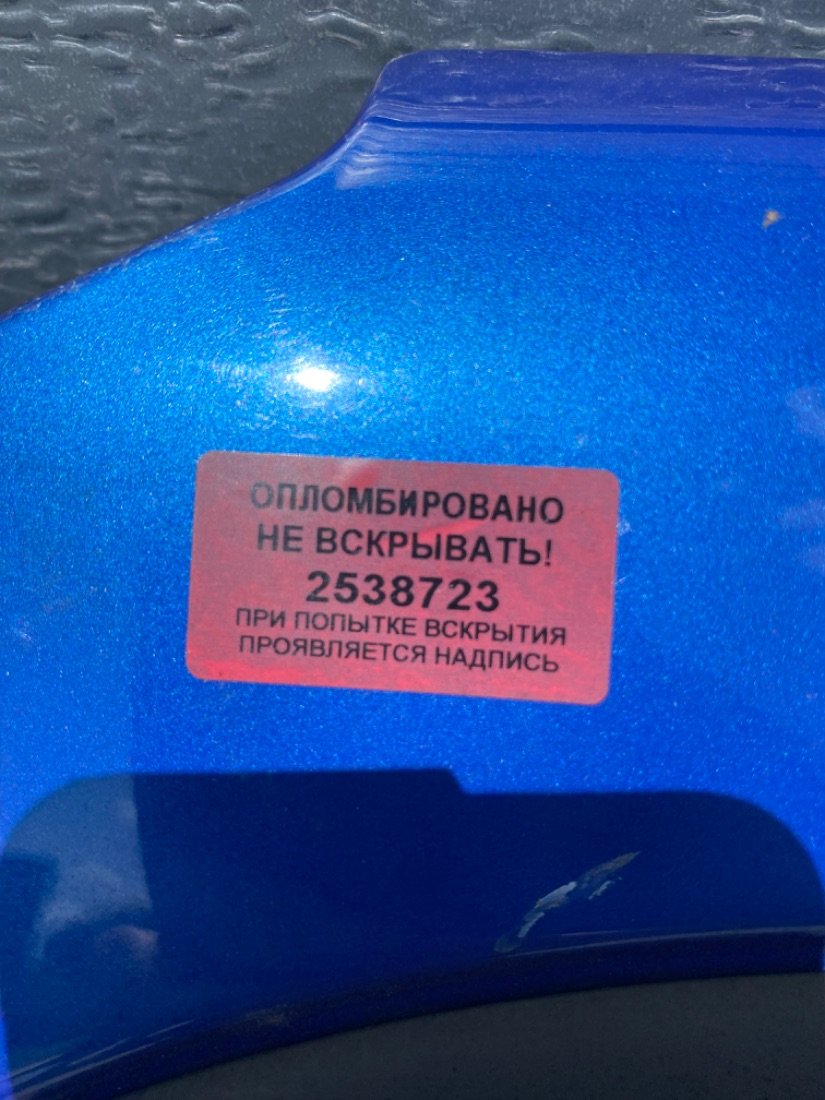 ОПЛОМБИРОВАНО
НЕ ВСКРЫВАТЬ!
2538723
ПРИ ПОПЫТКЕ ВСКРЫТИЯ
ПРОЯВЛЯЕТСЯ НАДПИСЬ